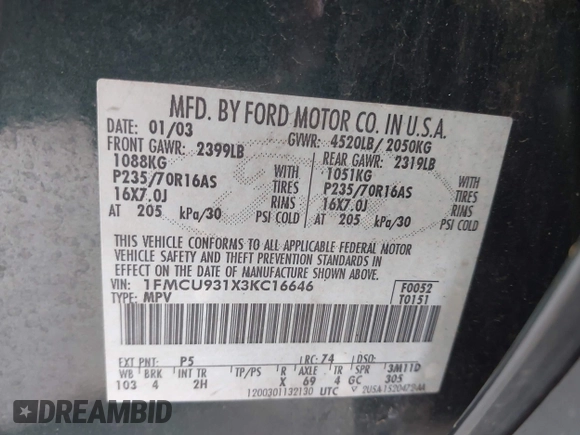 MFD. BY FORD MOTOR CO. IN U.S.A.
DATE: 01/03 GVWR: 4520LB/ 2050KG
FRONT GAWR: 2399LB REAR GAWR: 2319LB
1088KG WITH 1051KG WITH
P235/70R16AS TIRES P235/70R16AS TIRES
16X7.0J RIMS 16X7.0J RIMS
AT 205 kPa/30 PSI COLD AT 205 kPa/30 PSI COLD
THIS VEHICLE CONFORMS TO ALL APPLICABLE FEDERAL MOTOR
VEHICLE SAFETY AND THEFT PREVENTION STANDARDS IN
EFFECT ON THE DATE OF MANUFACTURE SHOWN ABOVE.
VIN: 1FMCU931X3KC16646 F0052
TYPE: MPV T0151
EXT PNT: P5 RC: 74 DSO:
WB BRK INT TR TP/PS R AXLE TR SPR 3M11D
103 4 2H X 69 4 GC 305
1200301132130 UTC
DREAMBID